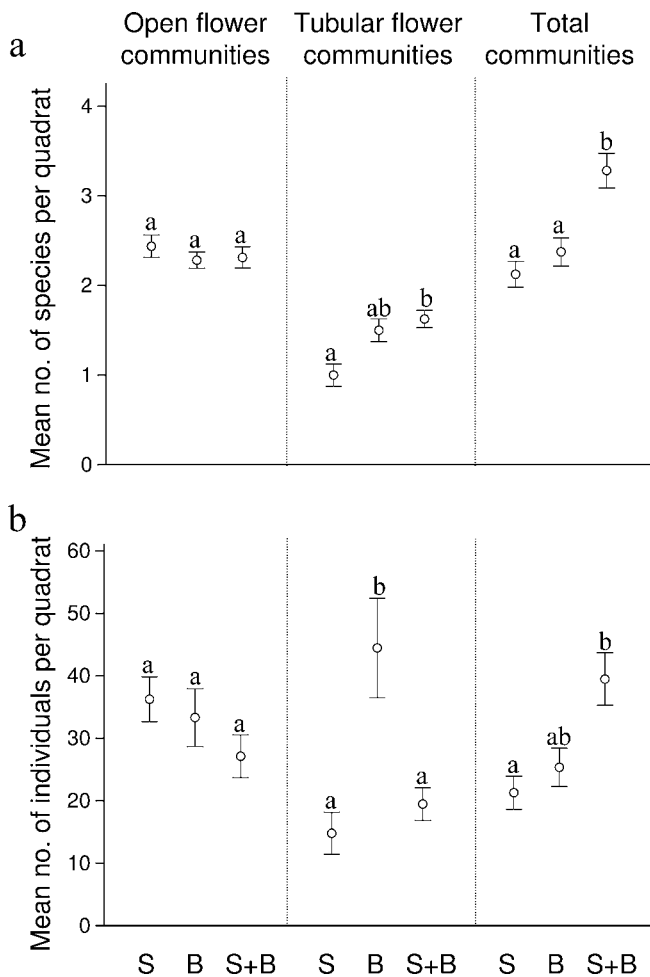 a
Open flower communities
Tubular flower communities
Total communities
Mean no. of species per quadrat
4
3
2
1
0
a
a
a
a
ab
b
a
a
b
b
Mean no. of individuals per quadrat
60
50
40
30
20
10
0
a
a
a
a
b
a
a
ab
b
S
B
S+B
S
B
S+B
S
B
S+B